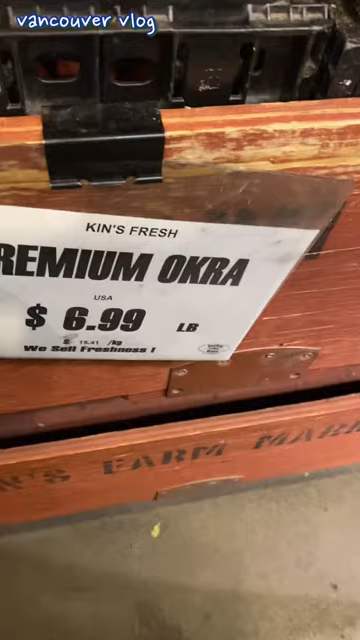 vancouver vlog
KIN'S FRESH
REMIUM OKRA
USA
$ 6.99 LB
$ 15.41 /kg
We Sell Freshness !
'S FARM MAR